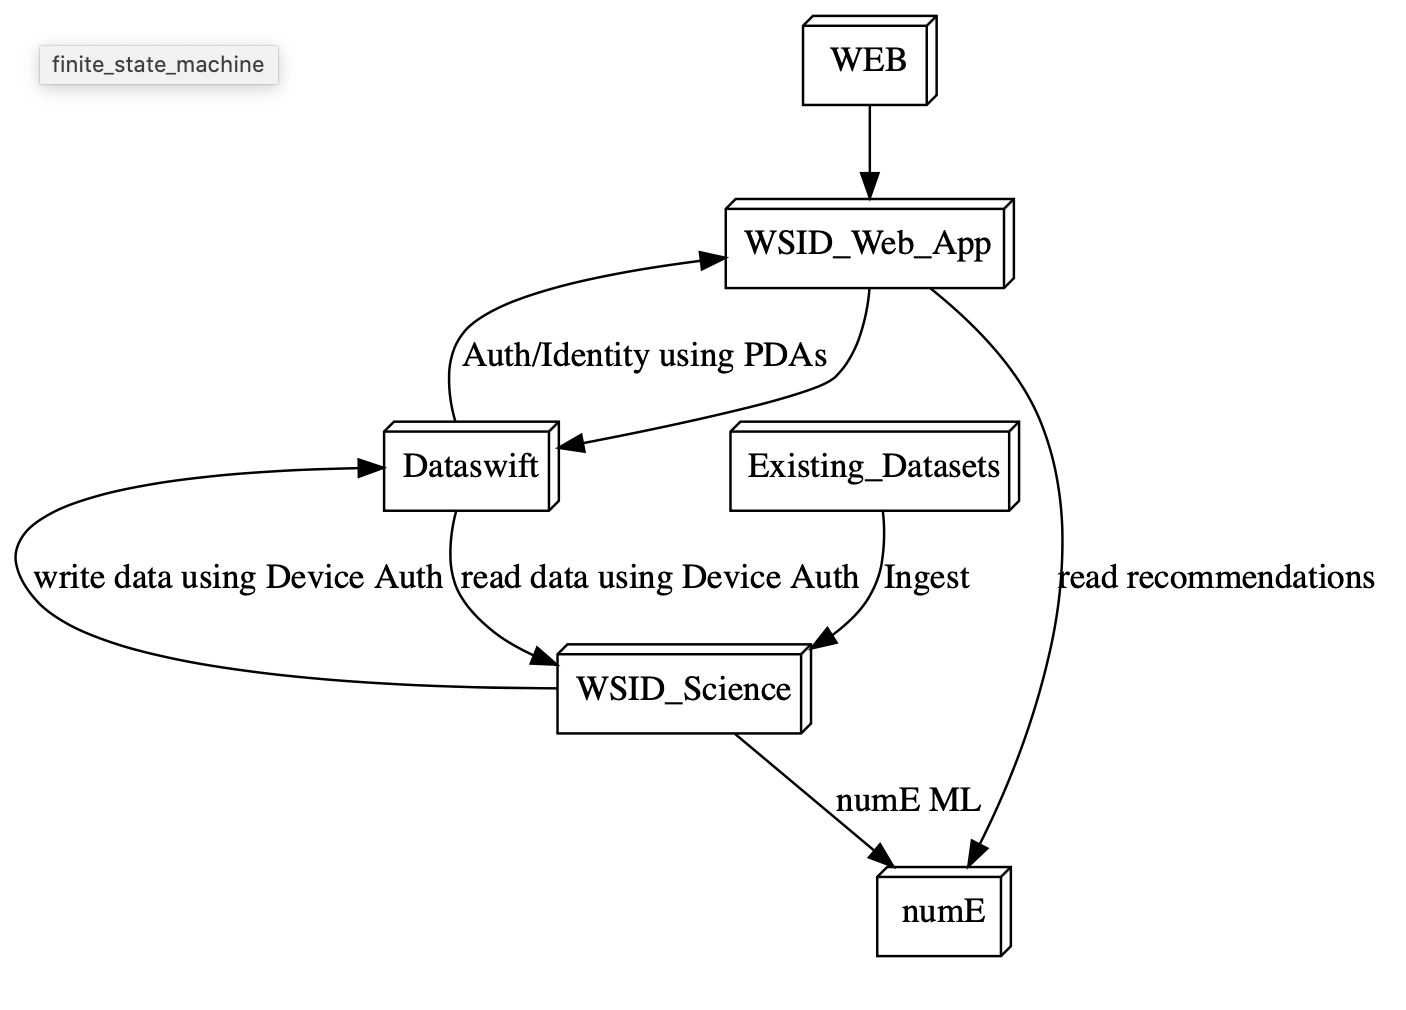 finite_state_machine
WEB
WSID_Web_App
Auth/Identity using PDAs
Dataswift
Existing_Datasets
write data using Device Auth
read data using Device Auth
Ingest
read recommendations
WSID_Science
numE ML
numE